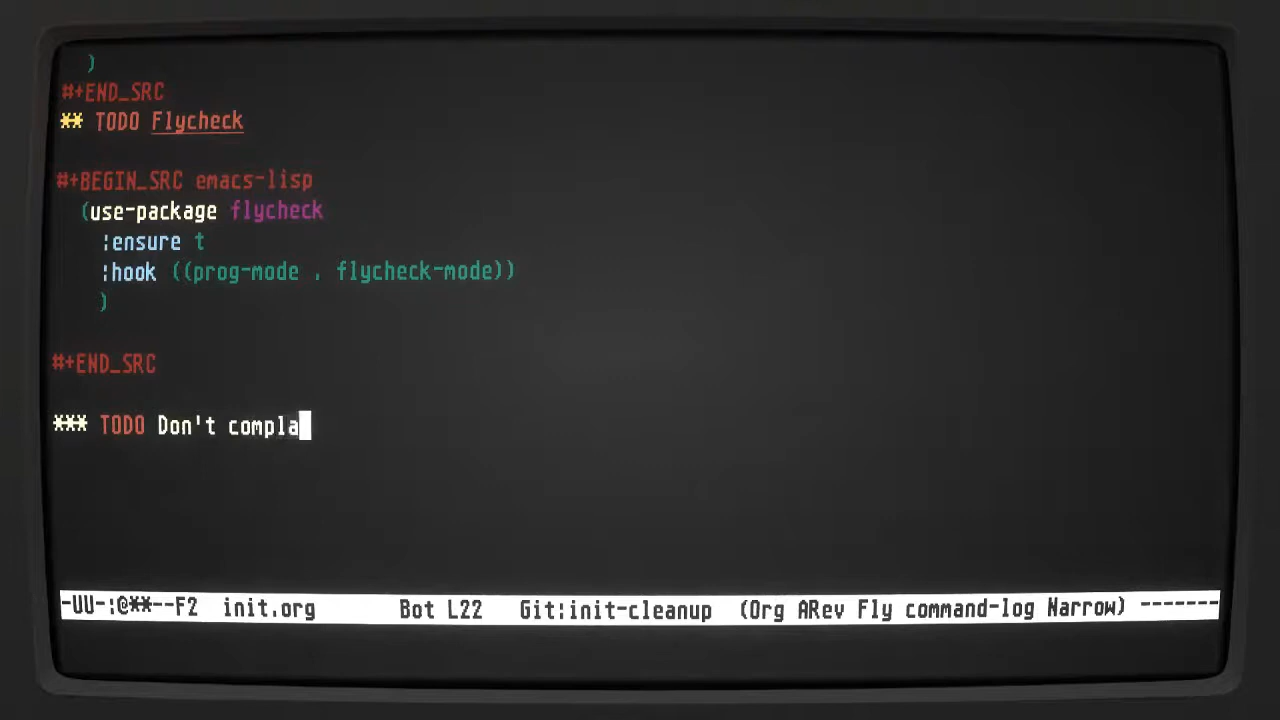 )
#+END_SRC
** TODO Flycheck
#+BEGIN_SRC emacs-lisp
(use-package flycheck
:ensure t
:hook ((prog-mode . flycheck-mode))
)
#+END_SRC
*** TODO Don't compla
-UU-:@**--F2 init.org Bot L22 Git:init-cleanup (Org ARev Fly command-log Narrow) -------